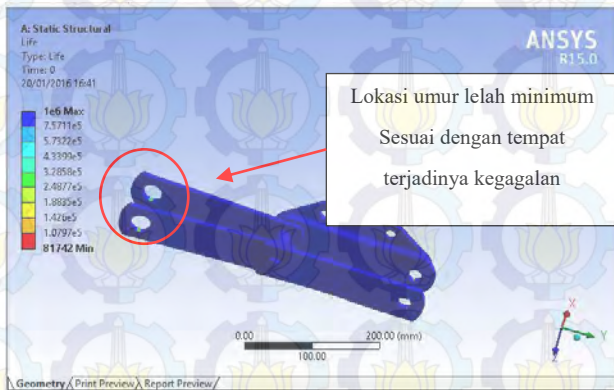 A: Static Structural
Life
Type: Life
Time: 0
20/01/2016 16:41
ANSYS
R15.0
1e6 Max
7.5711e5
5.7322e5
4.3399e5
3.2858e5
2.4877e5
1.8835e5
1.426e5
1.0797e5
81742 Min
Lokasi umur lelah minimum
Sesuai dengan tempat
terjadinya kegagalan
0.00
200.00 (mm)
100.00
X
Y
Z
Geometry Print Preview Report Preview